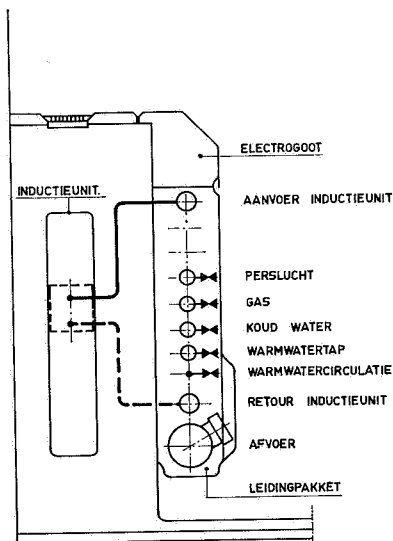 ELECTROGOOT
INDUCTIEUNIT.
AANVOER INDUCTIEUNIT
PERSLUCHT
GAS
KOUD WATER
WARMWATERTAP
WARMWATERCIRCULATIE
RETOUR INDUCTIEUNIT
AFVOER
LEIDINGPAKKET